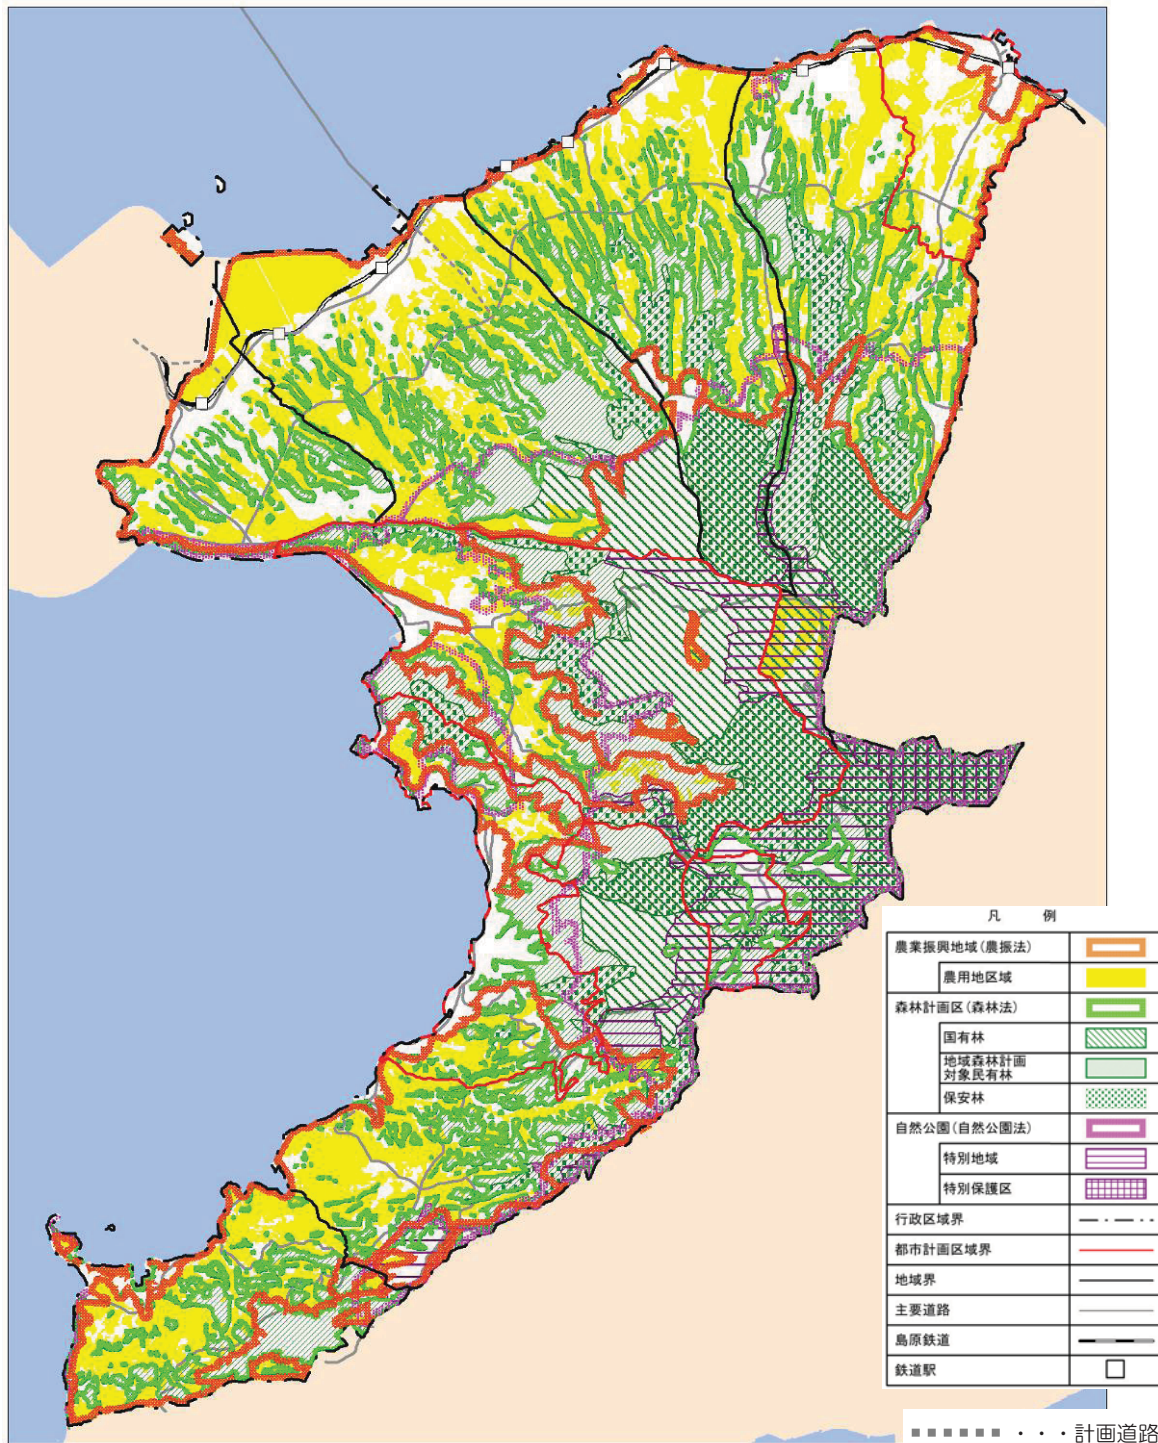 凡 例
農業振興地域(農振法)
農用地区域
森林計画区(森林法)
国有林
地域森林計画
対象民有林
保安林
自然公園(自然公園法)
特別地域
特別保護区
行政区域界
都市計画区域界
地域界
主要道路
島原鉄道
鉄道駅
・・・計画道路